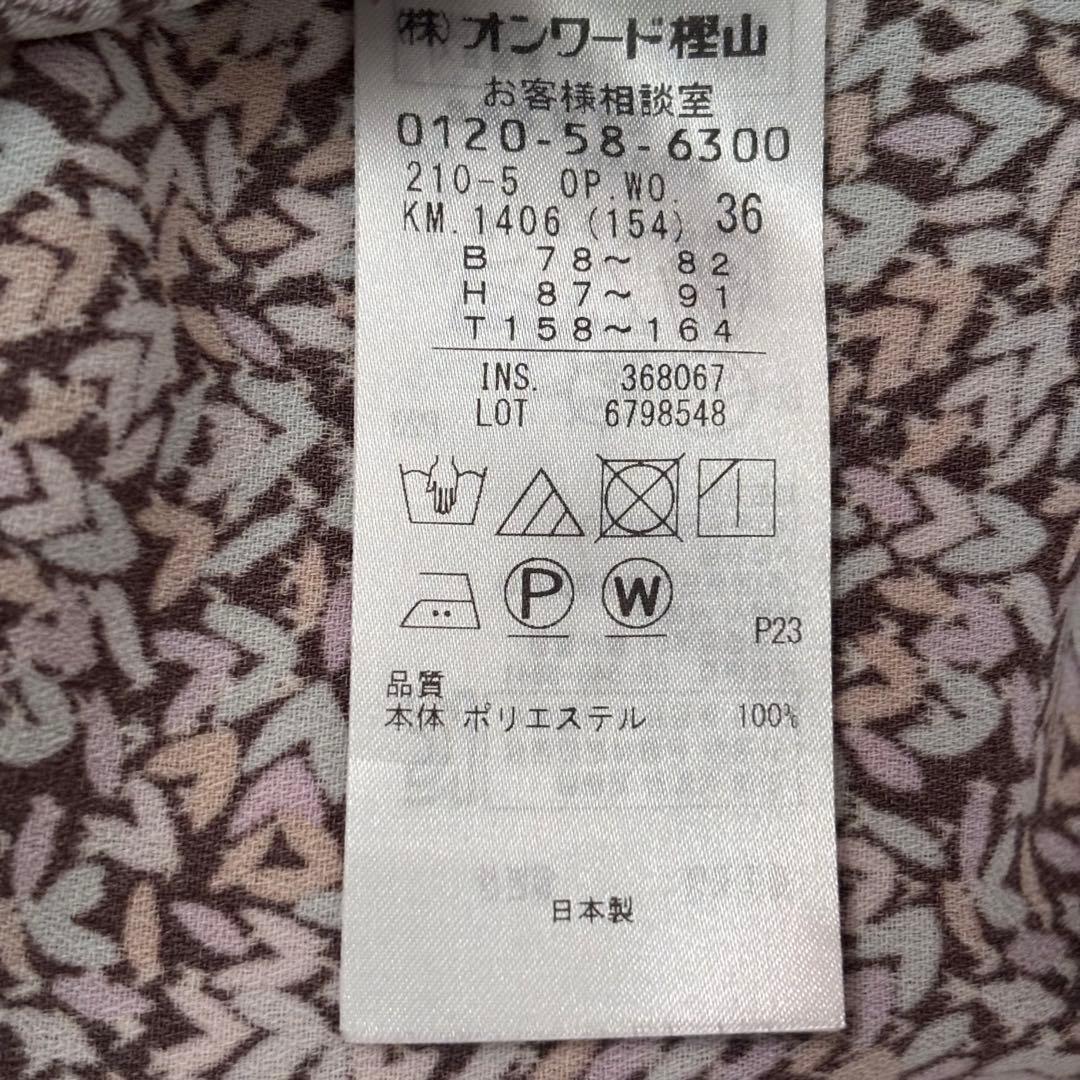 (株) オンワード樫山
お客様相談室
0120-58-6300
210-5 OP.WO.
KM.1406 (154) 36
B 78～ 82
H 87～ 91
T158～164
INS. 368067
LOT 6798548
P W
P23
品質
本体 ポリエステル 100%
日本製